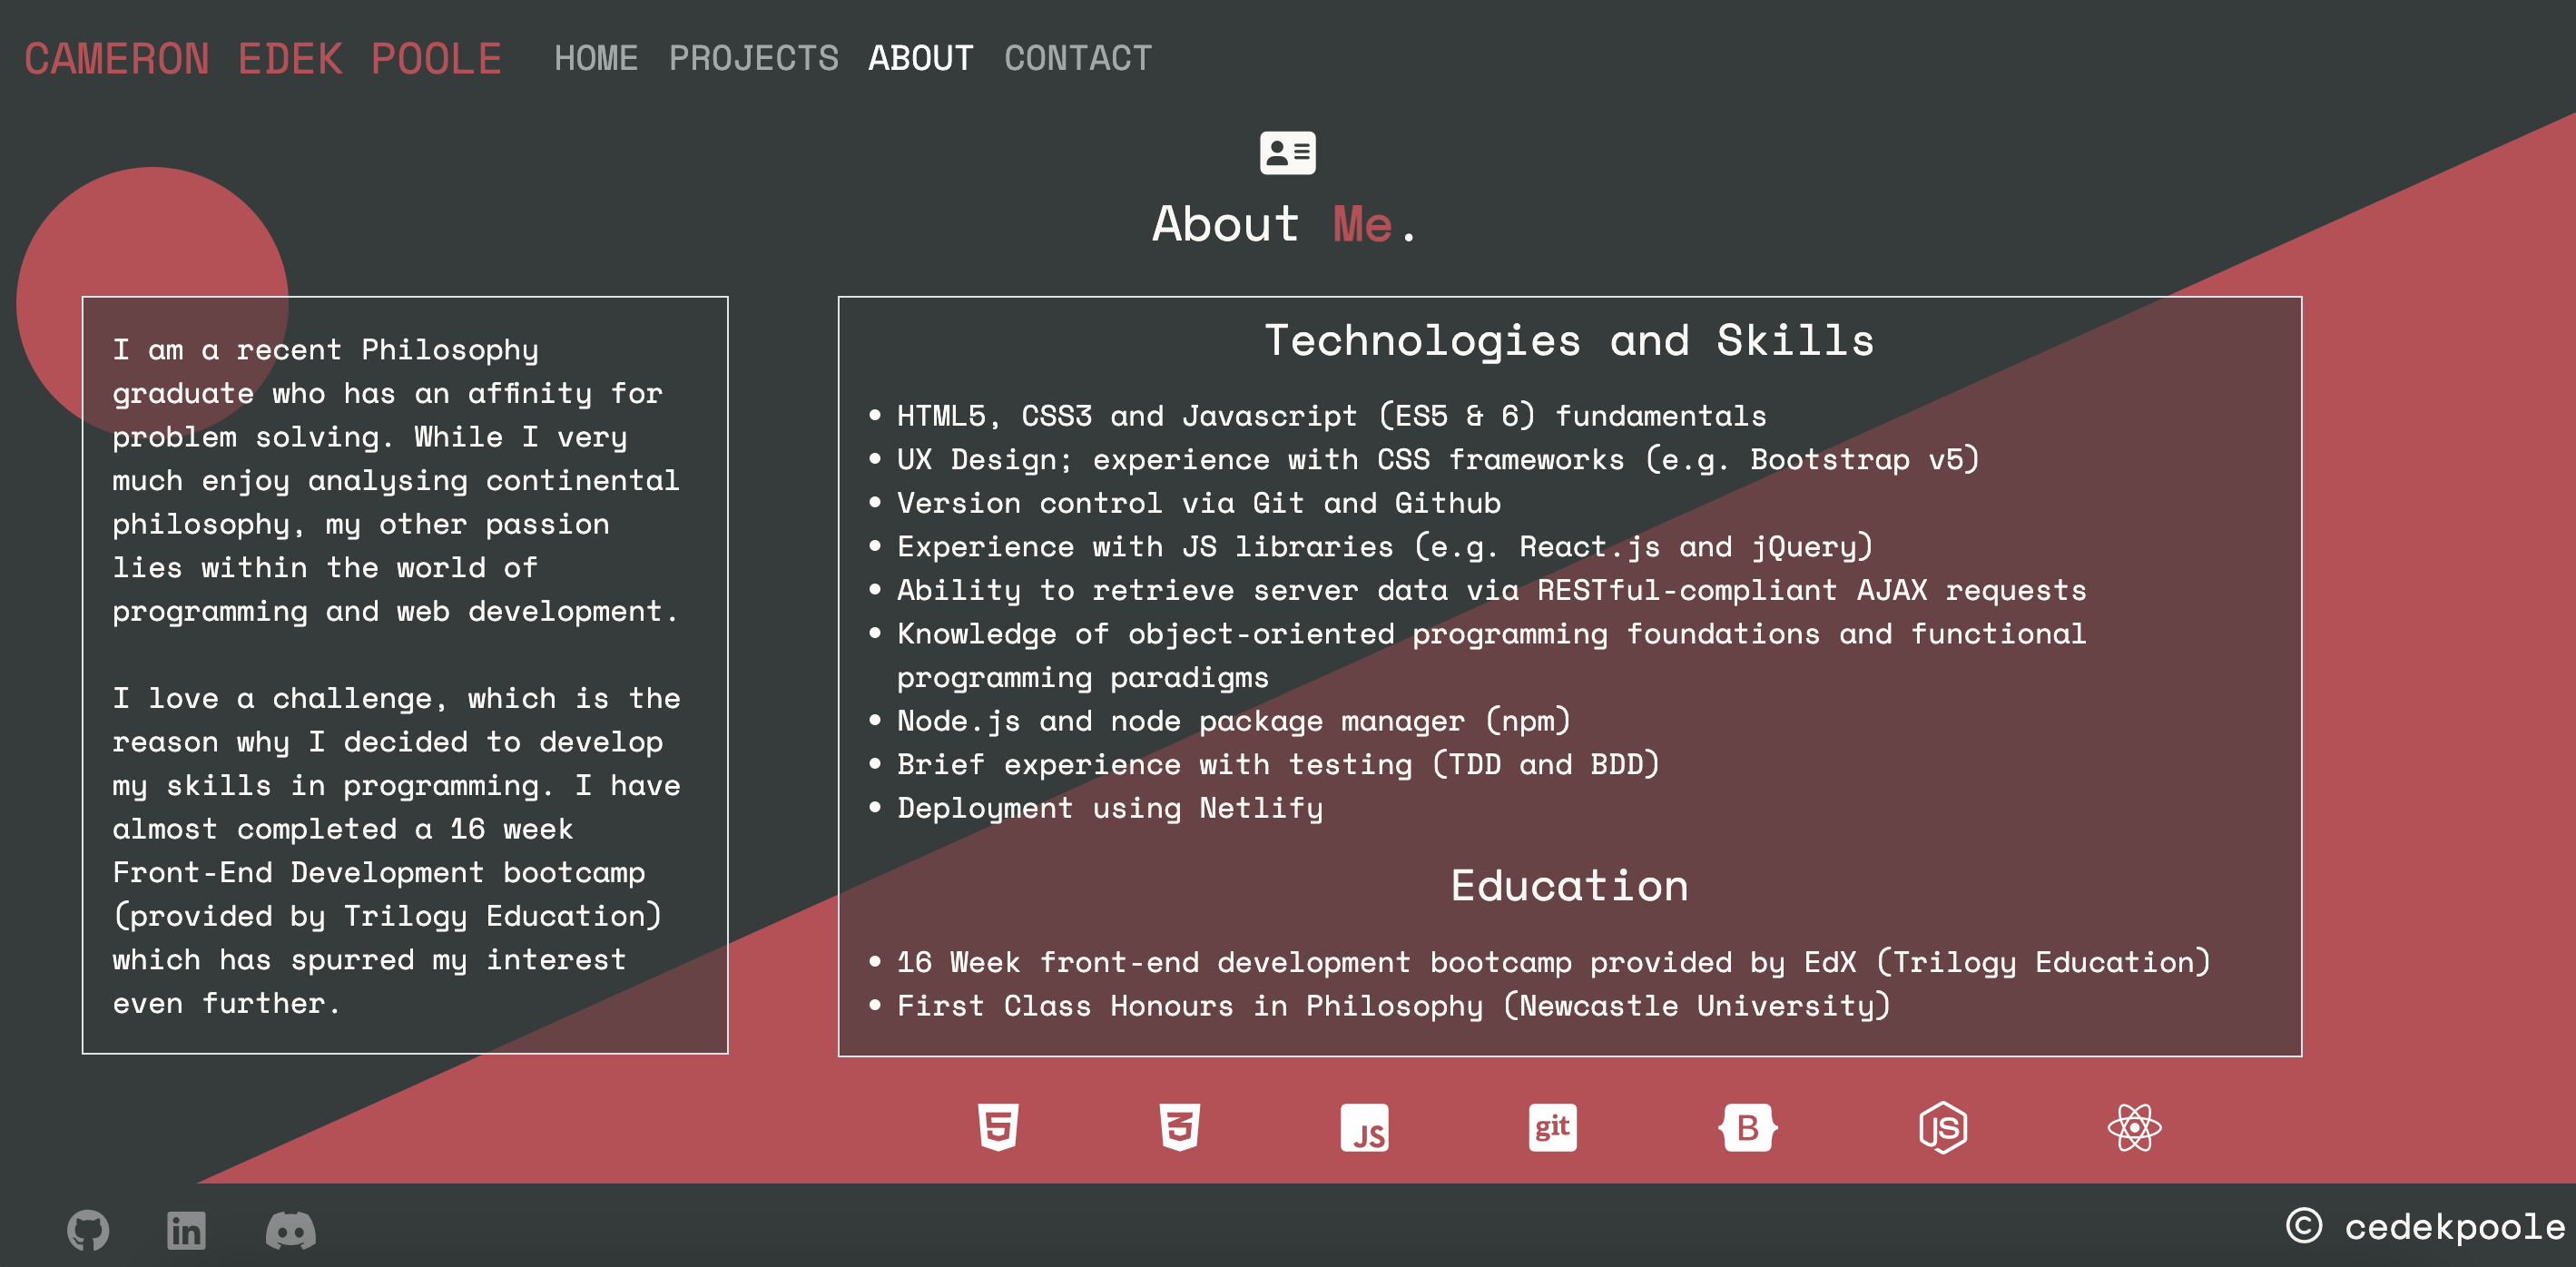 CAMERON EDEK POOLE HOME PROJECTS ABOUT CONTACT
About Me.
I am a recent Philosophy
graduate who has an affinity for
problem solving. While I very
much enjoy analysing continental
philosophy, my other passion
lies within the world of
programming and web development.
I love a challenge, which is the
reason why I decided to develop
my skills in programming. I have
almost completed a 16 week
Front-End Development bootcamp
(provided by Trilogy Education)
which has spurred my interest
even further.
Technologies and Skills
• HTML5, CSS3 and Javascript (ES5 & 6) fundamentals
• UX Design; experience with CSS frameworks (e.g. Bootstrap v5)
• Version control via Git and Github
• Experience with JS libraries (e.g. React.js and jQuery)
• Ability to retrieve server data via RESTful-compliant AJAX requests
• Knowledge of object-oriented programming foundations and functional
programming paradigms
• Node.js and node package manager (npm)
• Brief experience with testing (TDD and BDD)
• Deployment using Netlify
Education
• 16 Week front-end development bootcamp provided by EdX (Trilogy Education)
• First Class Honours in Philosophy (Newcastle University)
5 3 JS git B JS
in © cedekpoole